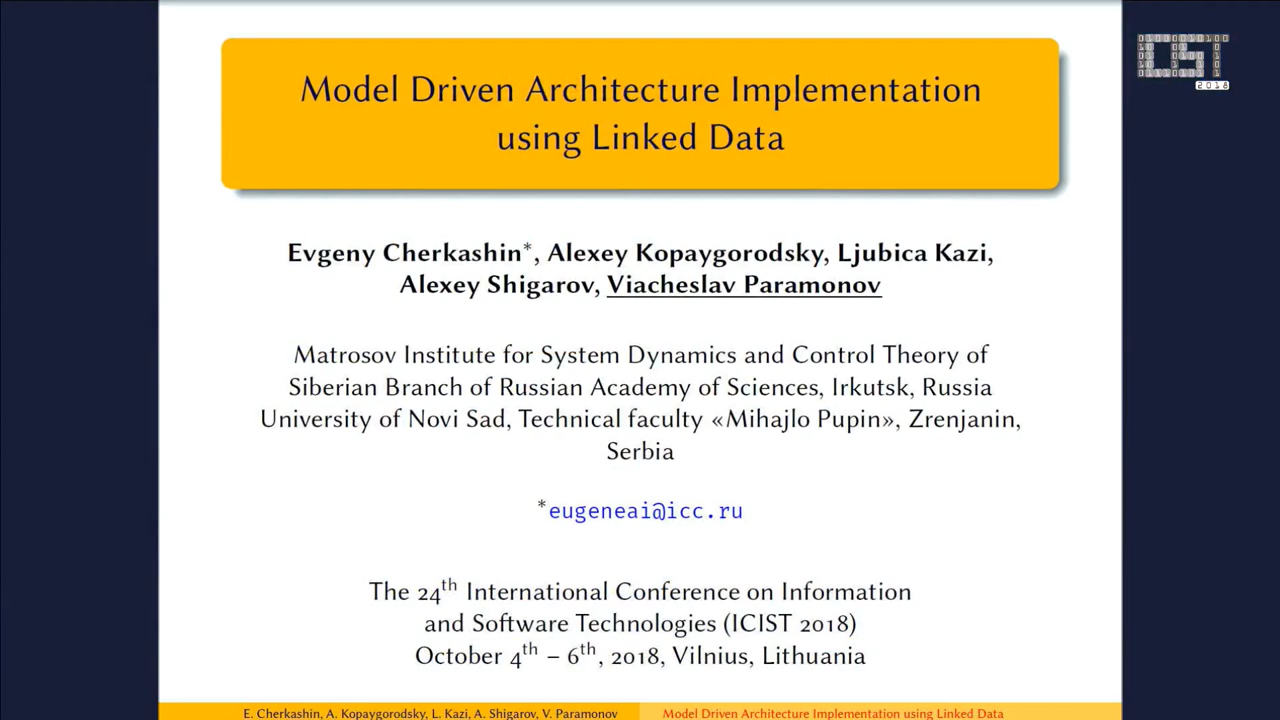 Model Driven Architecture Implementation
using Linked Data
Evgeny Cherkashin*, Alexey Kopaygorodsky, Ljubica Kazi,
Alexey Shigarov, Viacheslav Paramonov
Matrosov Institute for System Dynamics and Control Theory of
Siberian Branch of Russian Academy of Sciences, Irkutsk, Russia
University of Novi Sad, Technical faculty «Mihajlo Pupin», Zrenjanin,
Serbia
*eugeneai@icc.ru
The 24th International Conference on Information
and Software Technologies (ICIST 2018)
October 4th – 6th, 2018, Vilnius, Lithuania
E. Cherkashin, A. Kopaygorodsky, L. Kazi, A. Shigarov, V. Paramonov
Model Driven Architecture Implementation using Linked Data
2018